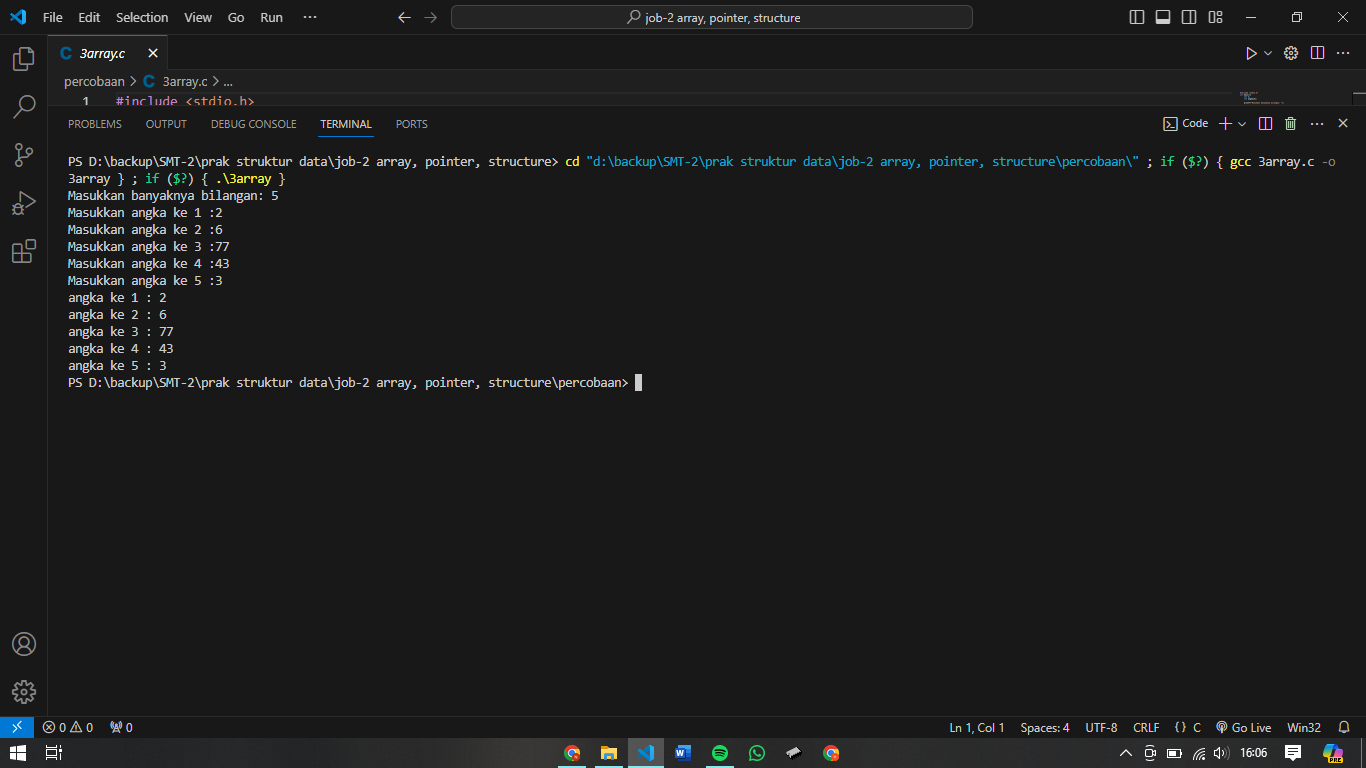 File Edit Selection View Go Run ··· job-2 array, pointer, structure
3array.c
percobaan > 3array.c > ...
1 #include <stdio.h>
PROBLEMS OUTPUT DEBUG CONSOLE TERMINAL PORTS Code
PS D:\backup\SMT-2\prak struktur data\job-2 array, pointer, structure> cd "d:\backup\SMT-2\prak struktur data\job-2 array, pointer, structure\percobaan\" ; if ($?) { gcc 3array.c -o
3array } ; if ($?) { .\3array }
Masukkan banyaknya bilangan: 5
Masukkan angka ke 1 :2
Masukkan angka ke 2 :6
Masukkan angka ke 3 :77
Masukkan angka ke 4 :43
Masukkan angka ke 5 :3
angka ke 1 : 2
angka ke 2 : 6
angka ke 3 : 77
angka ke 4 : 43
angka ke 5 : 3
PS D:\backup\SMT-2\prak struktur data\job-2 array, pointer, structure\percobaan>
0 0 0 Ln 1, Col 1 Spaces: 4 UTF-8 CRLF {} C Go Live Win32
16:06